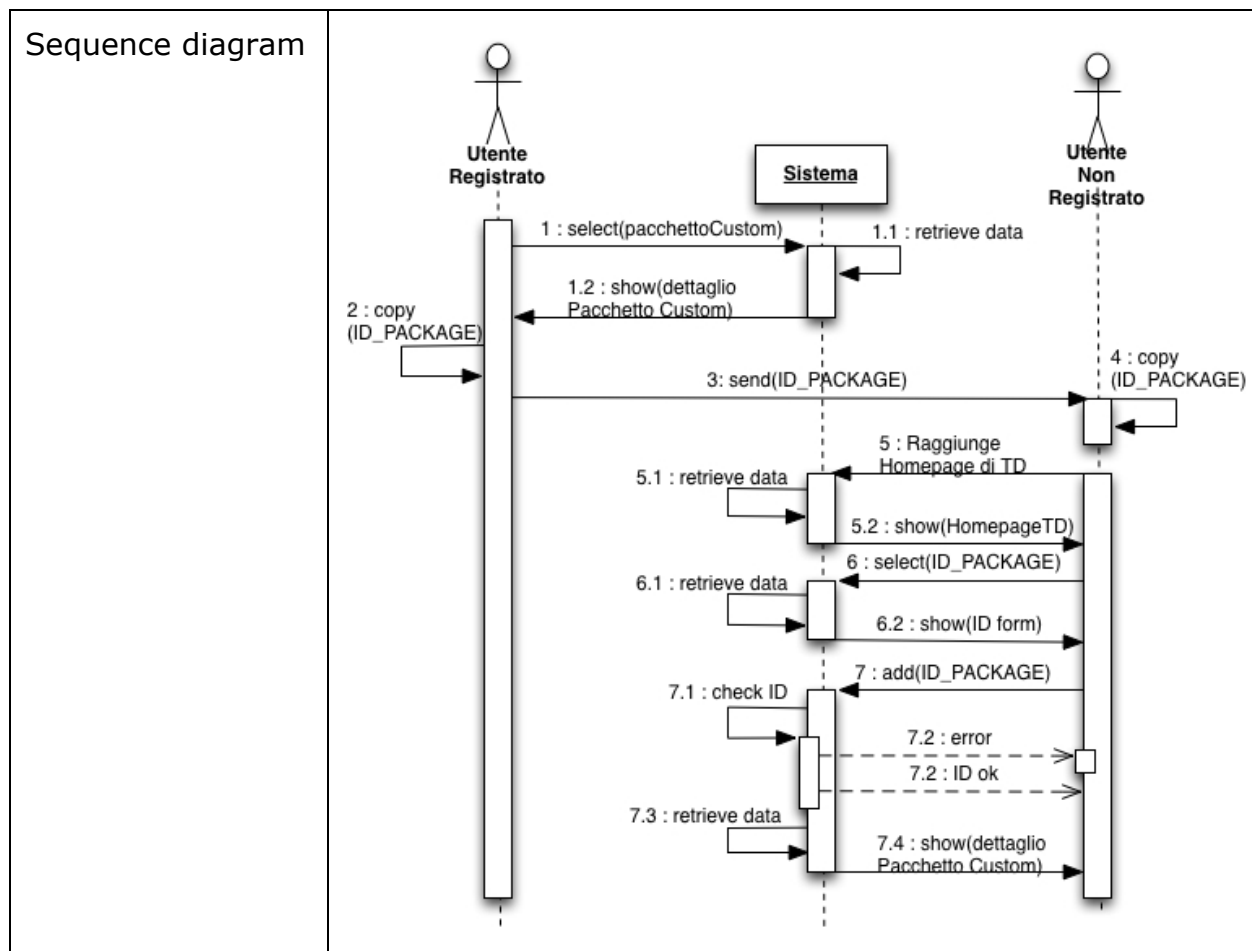 Sequence diagram
Utente
Registrato
Sistema
Utente
Non
Registrato
1 : select(pacchettoCustom)
1.1 : retrieve data
1.2 : show(dettaglio
Pacchetto Custom)
2 : copy
(ID_PACKAGE)
3: send(ID_PACKAGE)
4 : copy
(ID_PACKAGE)
5 : Raggiunge
Homepage di TD
5.1 : retrieve data
5.2 : show(HomepageTD)
6 : select(ID_PACKAGE)
6.1 : retrieve data
6.2 : show(ID form)
7 : add(ID_PACKAGE)
7.1 : check ID
7.2 : error
7.2 : ID ok
7.3 : retrieve data
7.4 : show(dettaglio
Pacchetto Custom)